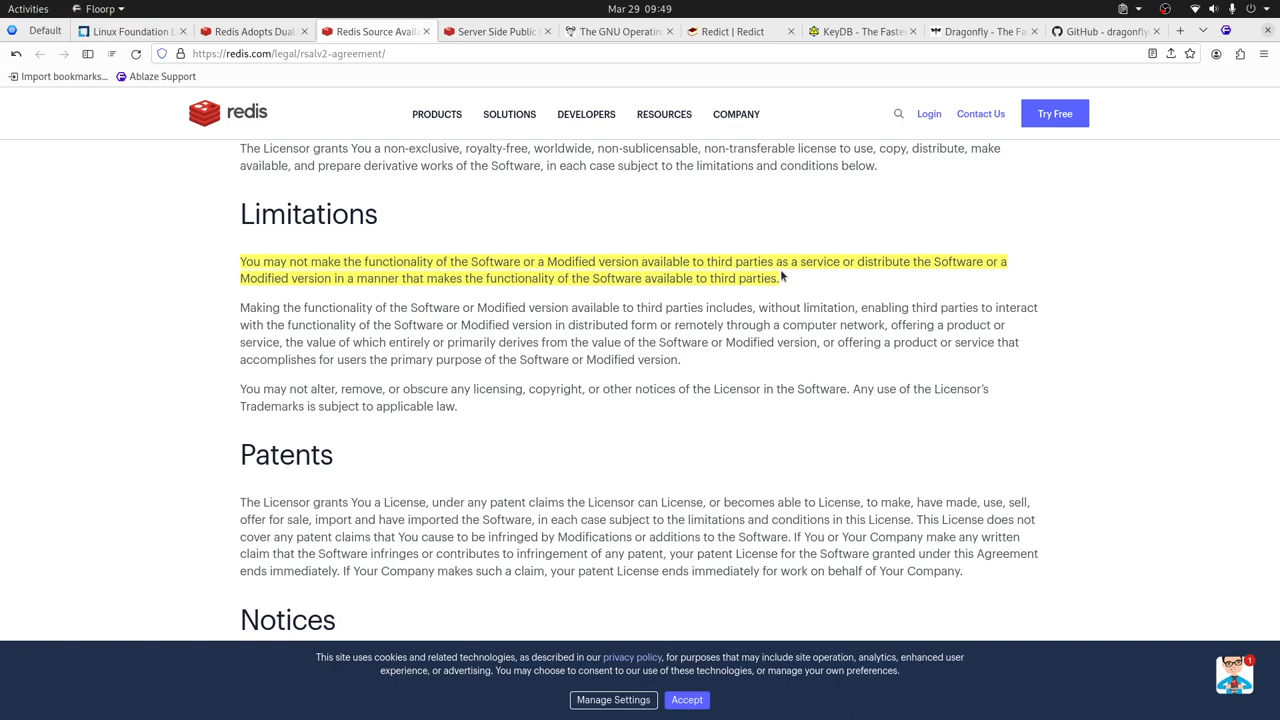 Activities
Floorp
Mar 29 09:49
Default
Linux Foundation L
Redis Adopts Dual
Redis Source Availa
Server Side Public
The GNU Operatin
Redict | Redict
KeyDB - The Faste
Dragonfly - The Fa
GitHub - dragonfly
https://redis.com/legal/rsalv2-agreement/
Import bookmarks...
Ablaze Support
redis
PRODUCTS
SOLUTIONS
DEVELOPERS
RESOURCES
COMPANY
Login
Contact Us
Try Free
The Licensor grants You a non-exclusive, royalty-free, worldwide, non-sublicensable, non-transferable license to use, copy, distribute, make
available, and prepare derivative works of the Software, in each case subject to the limitations and conditions below.
Limitations
You may not make the functionality of the Software or a Modified version available to third parties as a service or distribute the Software or a
Modified version in a manner that makes the functionality of the Software available to third parties.
Making the functionality of the Software or Modified version available to third parties includes, without limitation, enabling third parties to interact
with the functionality of the Software or Modified version in distributed form or remotely through a computer network, offering a product or
service, the value of which entirely or primarily derives from the value of the Software or Modified version, or offering a product or service that
accomplishes for users the primary purpose of the Software or Modified version.
You may not alter, remove, or obscure any licensing, copyright, or other notices of the Licensor in the Software. Any use of the Licensor's
Trademarks is subject to applicable law.
Patents
The Licensor grants You a License, under any patent claims the Licensor can License, or becomes able to License, to make, have made, use, sell,
offer for sale, import and have imported the Software, in each case subject to the limitations and conditions in this License. This License does not
cover any patent claims that You cause to be infringed by Modifications or additions to the Software. If You or Your Company make any written
claim that the Software infringes or contributes to infringement of any patent, your patent License for the Software granted under this Agreement
ends immediately. If Your Company makes such a claim, your patent License ends immediately for work on behalf of Your Company.
Notices
This site uses cookies and related technologies, as described in our privacy policy, for purposes that may include site operation, analytics, enhanced user
experience, or advertising. You may choose to consent to our use of these technologies, or manage your own preferences.
Manage Settings
Accept
1